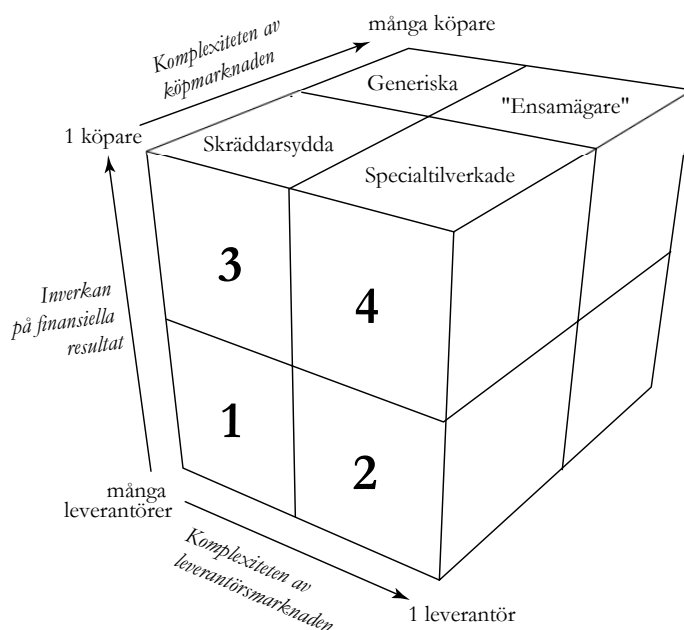 många köpare
Komplexiteten av
köpmarknaden
Generiska
"Ensamägare"
1 köpare
Skräddarsydda
Specialtilverkade
3
4
Inverkan
på finansiella
resultat
1
2
många
leverantörer
Komplexiteten av
leverantörsmarknaden
1 leverantör